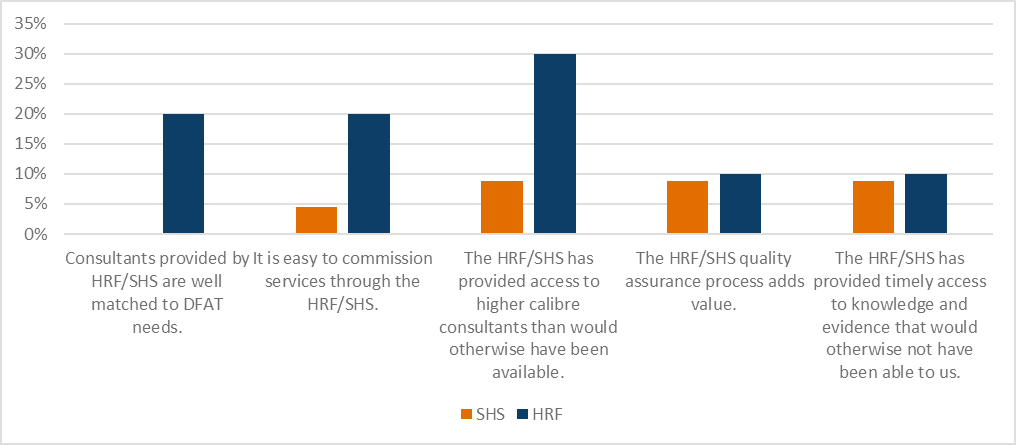 35%
30%
25%
20%
15%
10%
5%
0%
Consultants provided by
HRF/SHS are well
matched to DFAT
needs.
It is easy to commission
services through the
HRF/SHS.
The HRF/SHS has
provided access to
higher calibre
consultants than would
otherwise have been
available.
The HRF/SHS quality
assurance process adds
value.
The HRF/SHS has
provided timely access
to knowledge and
evidence that would
otherwise not have
been able to us.
SHS
HRF